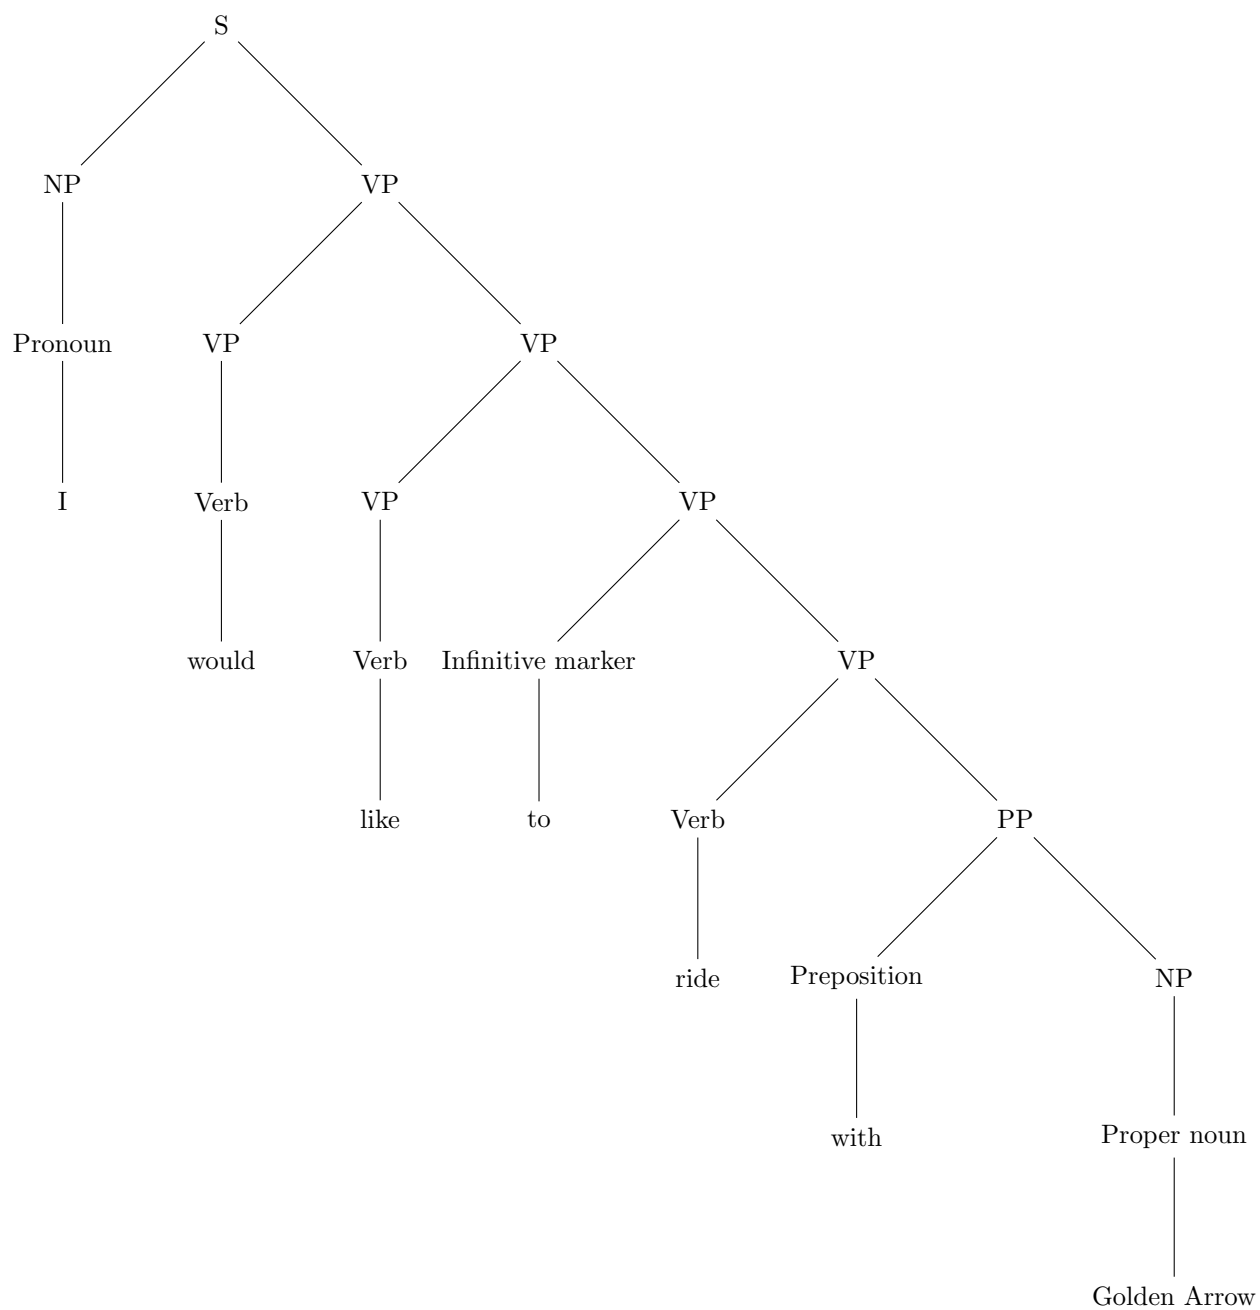 S
NP VP
Pronoun VP VP
I Verb VP VP
would Verb Infinitive marker VP
like to Verb PP
ride Preposition NP
with Proper noun
Golden Arrow